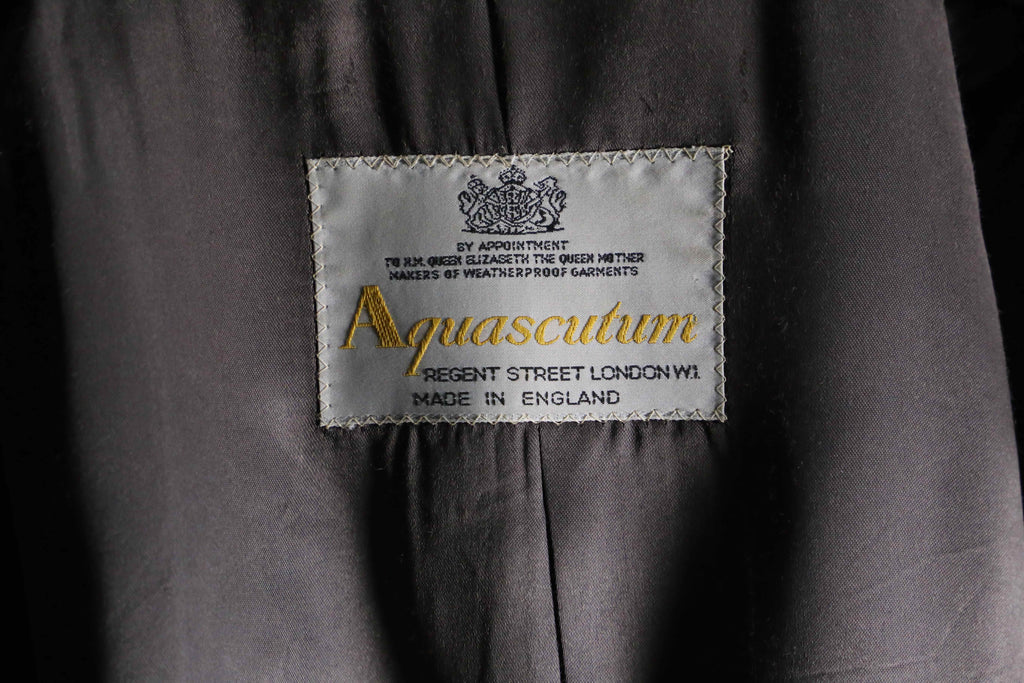 BY APPOINTMENT
TO H.M. QUEEN ELIZABETH THE QUEEN MOTHER
MAKERS OF WEATHERPROOF GARMENTS
Aquascutum
REGENT STREET LONDON W.1.
MADE IN ENGLAND